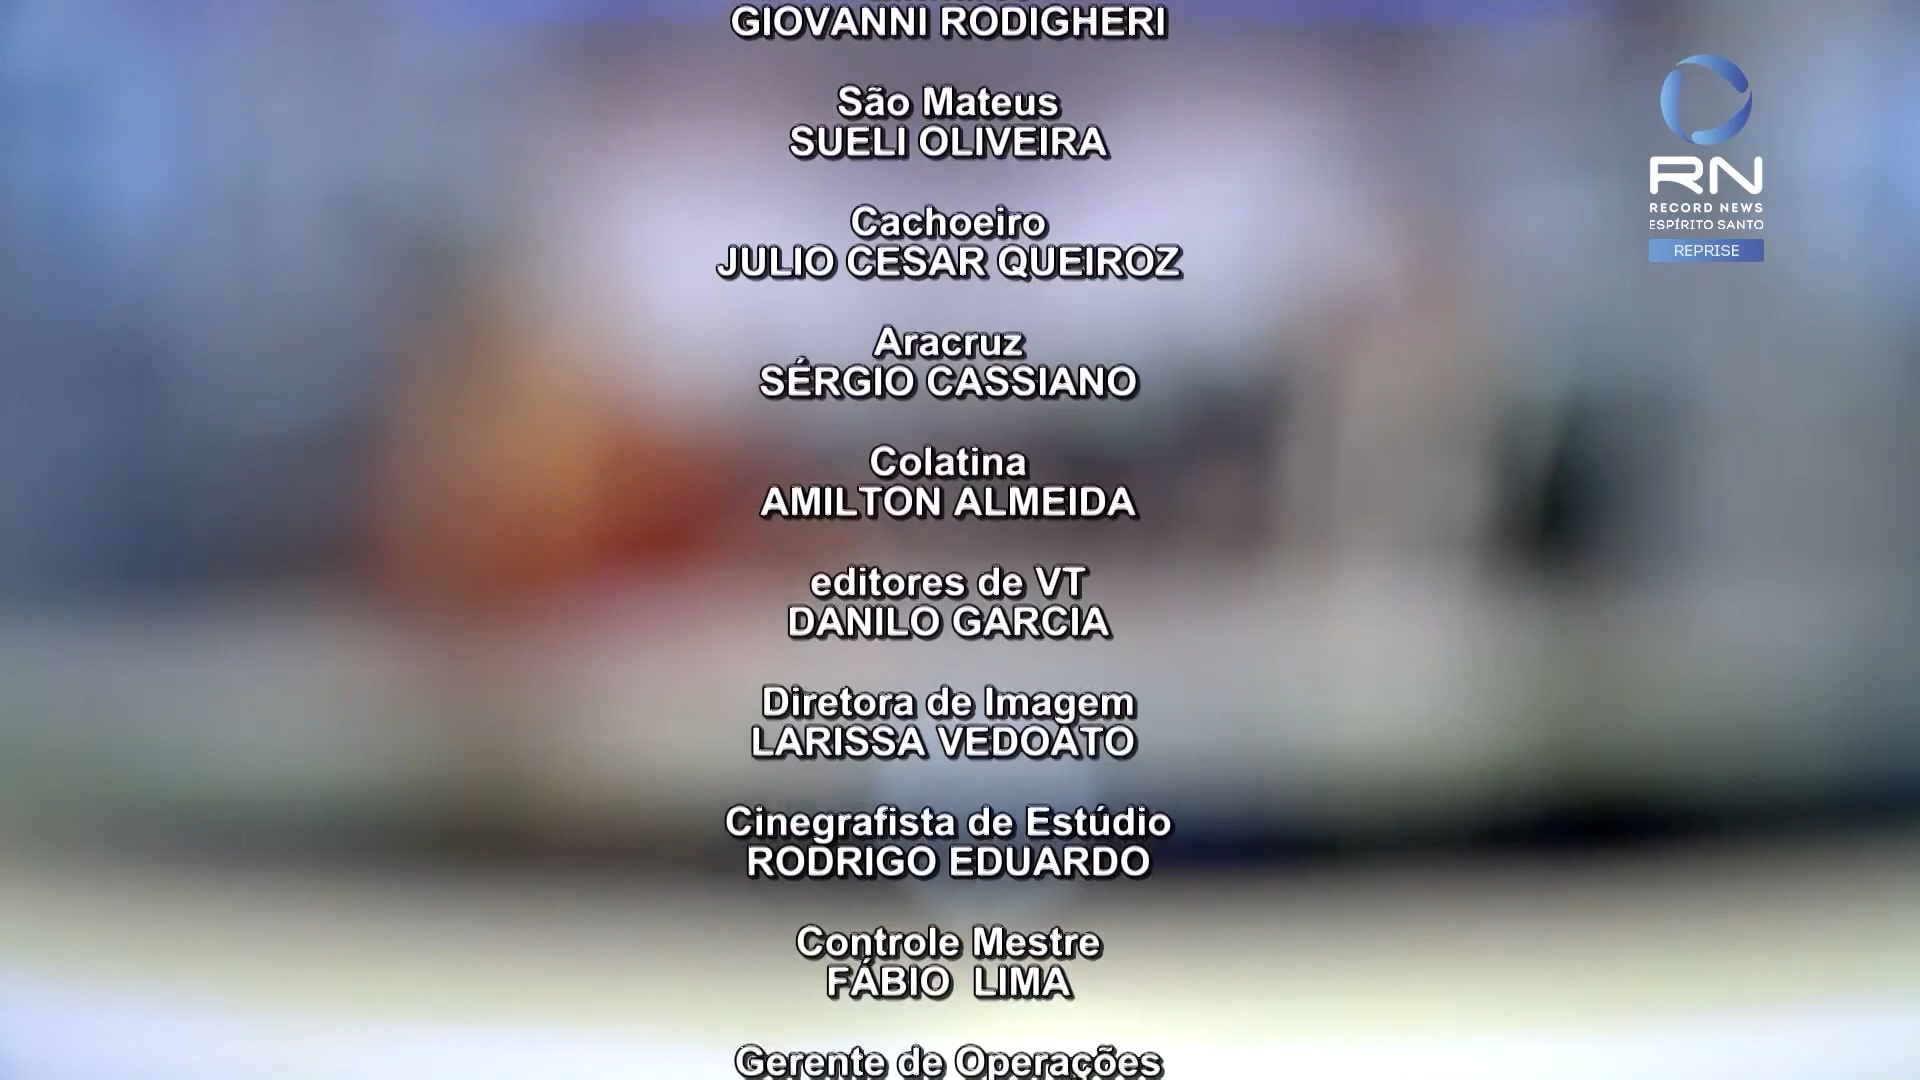 GIOVANNI RODIGHERI
São Mateus
SUELI OLIVEIRA
Cachoeiro
JULIO CESAR QUEIROZ
Aracruz
SÉRGIO CASSIANO
Colatina
AMILTON ALMEIDA
editores de VT
DANILO GARCIA
Diretora de Imagem
LARISSA VEDOATO
Cinegrafista de Estúdio
RODRIGO EDUARDO
Controle Mestre
FÁBIO LIMA
Gerente de Operações
RN
RECORD NEWS
ESPÍRITO SANTO
REPRISE